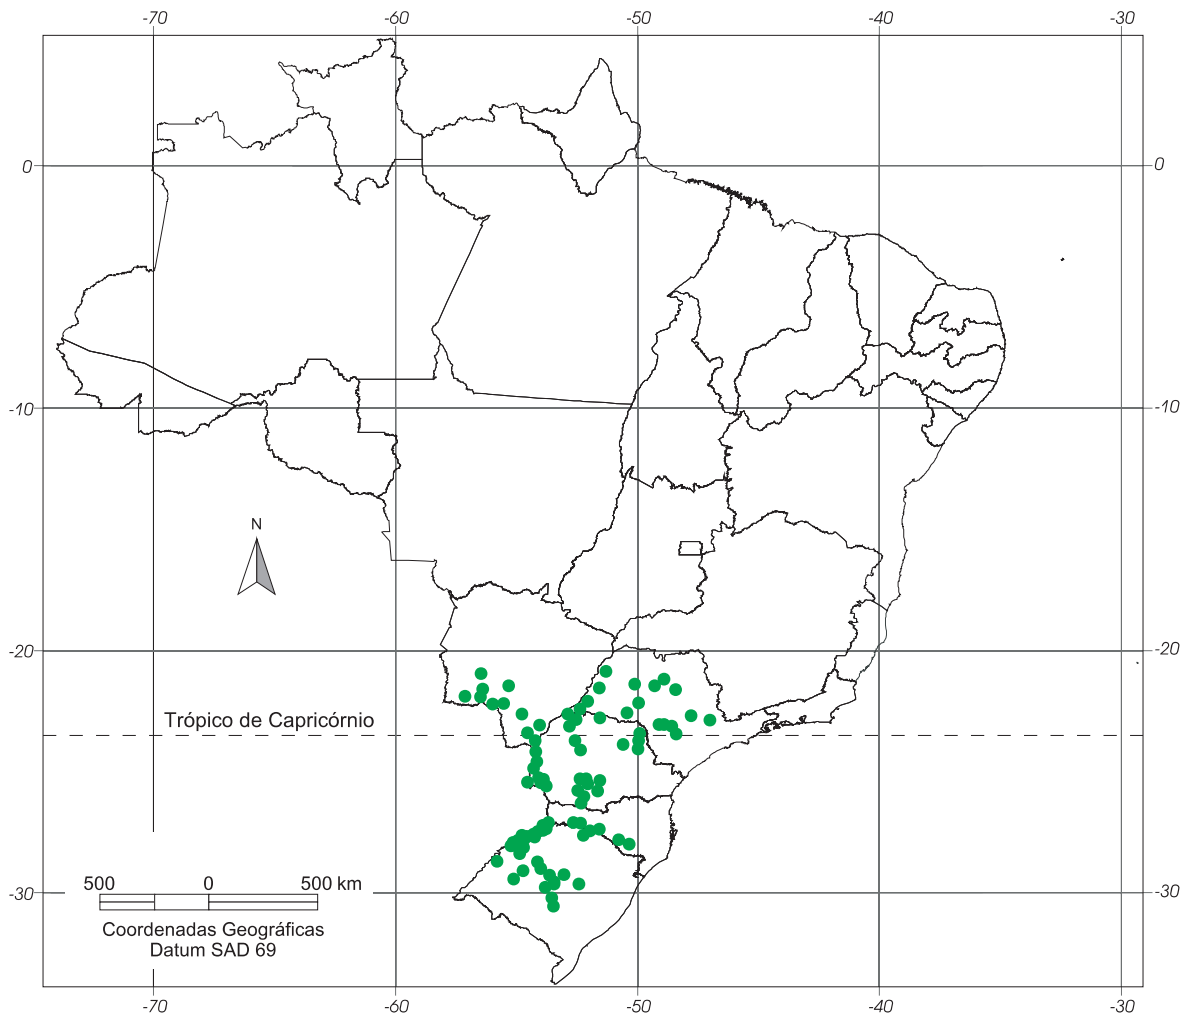 -70 -60 -50 -40 -30
0 0
-10 -10
N
-20 -20
Trópico de Capricórnio
500 0 500 km
-30 -30
Coordenadas Geográficas
Datum SAD 69
-70 -60 -50 -40 -30